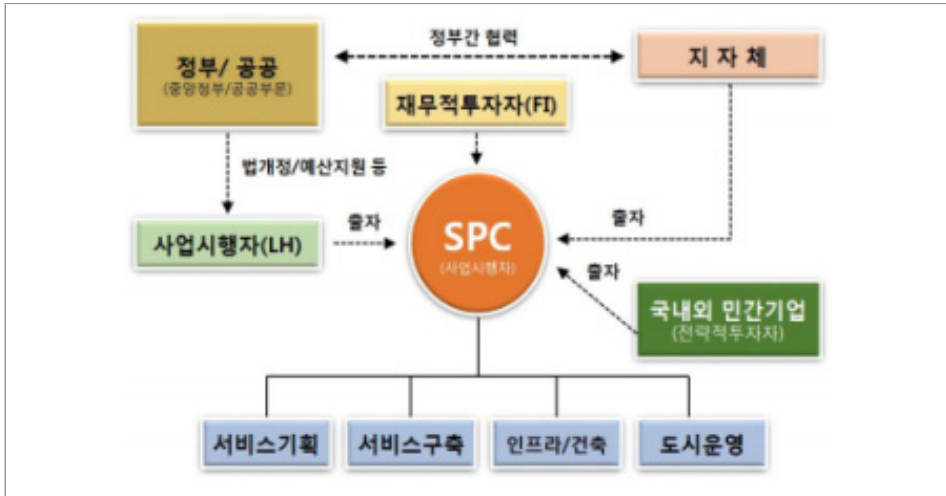 정부간 협력
정부/ 공공
(중앙정부/공공부문)
지 자 체
재무적투자자(FI)
법개정/예산지원 등
사업시행자(LH)
출자
SPC
(사업시행자)
출자
출자
국내외 민간기업
(전략적투자자)
서비스기획
서비스구축
인프라/건축
도시운영